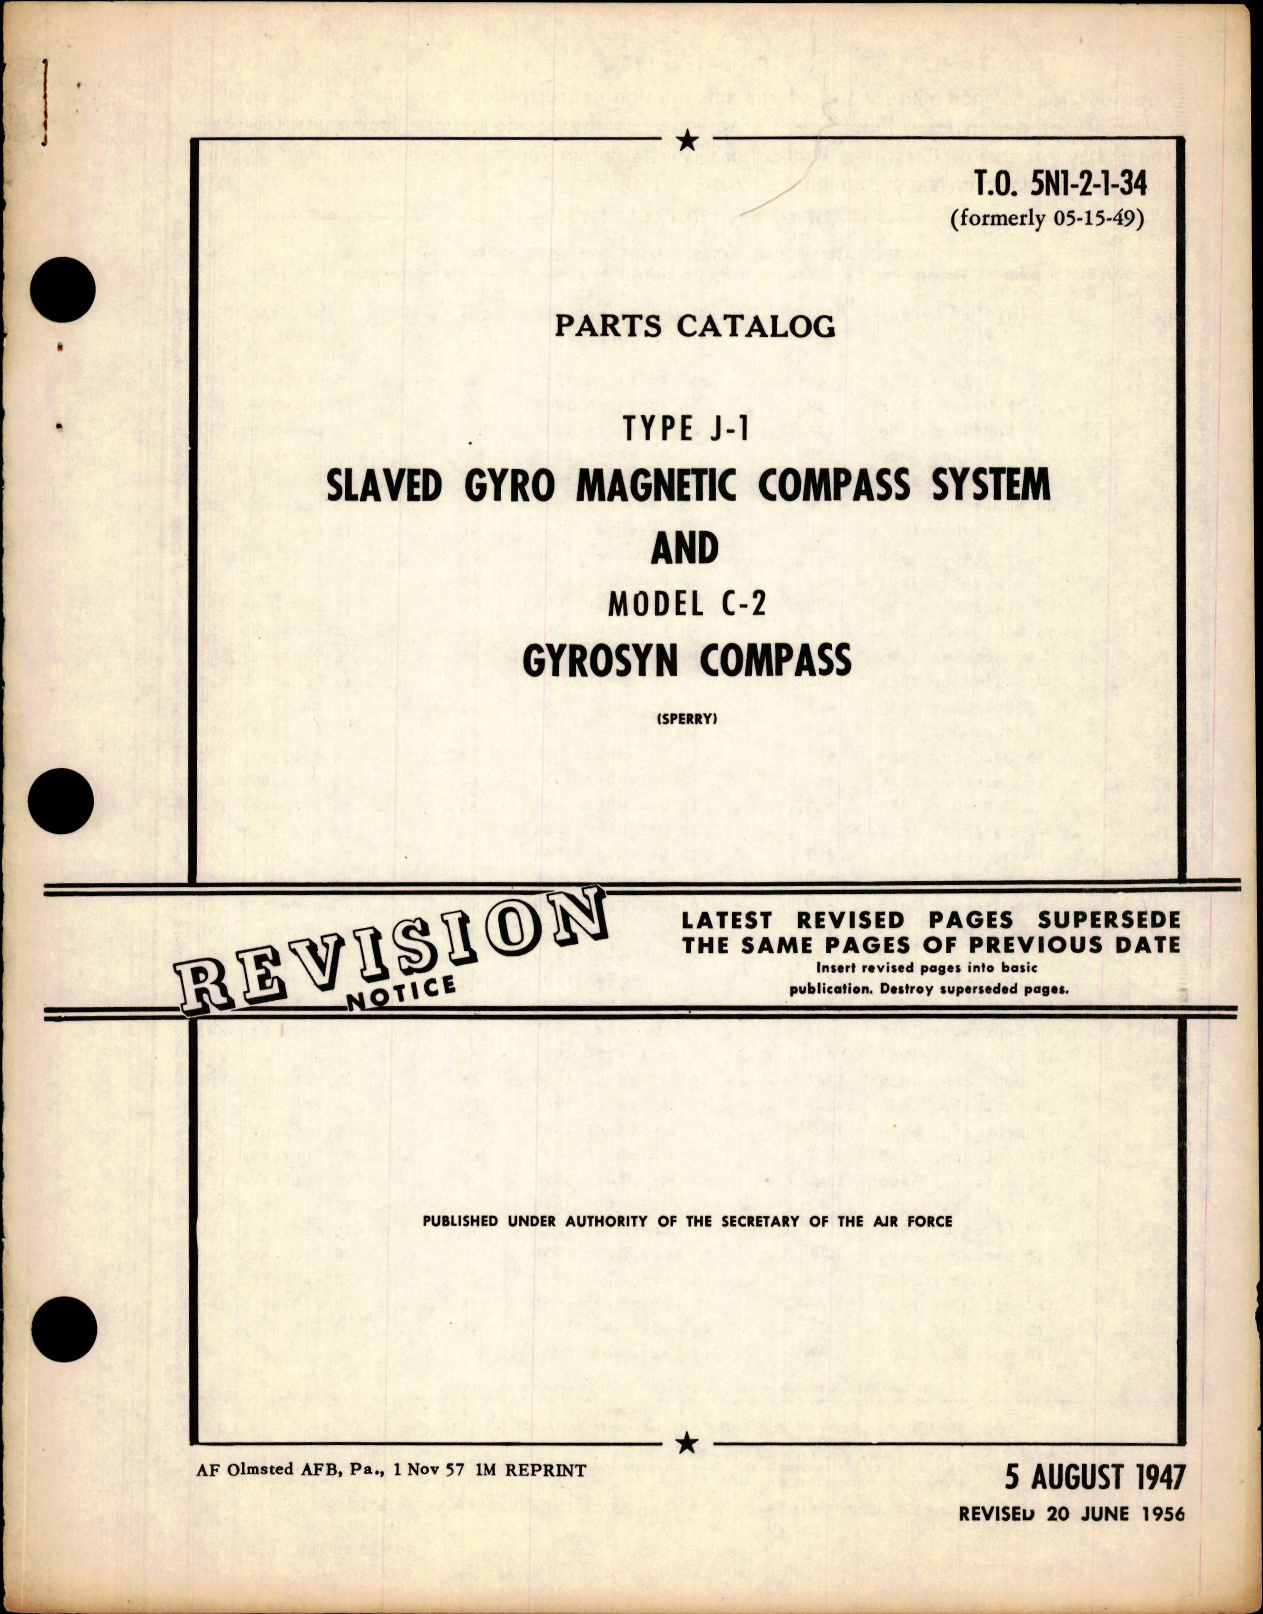 T.O. 5N1-2-1-34
(formerly 05-15-49)
PARTS CATALOG
TYPE J-1
SLAVED GYRO MAGNETIC COMPASS SYSTEM
AND
MODEL C-2
GYROSYN COMPASS
(SPERRY)
REVISION
NOTICE
LATEST REVISED PAGES SUPERSEDE
THE SAME PAGES OF PREVIOUS DATE
Insert revised pages into basic
publication. Destroy superseded pages.
PUBLISHED UNDER AUTHORITY OF THE SECRETARY OF THE AIR FORCE
AF Olmsted AFB, Pa., 1 Nov 57 1M REPRINT
5 AUGUST 1947
REVISED 20 JUNE 1956